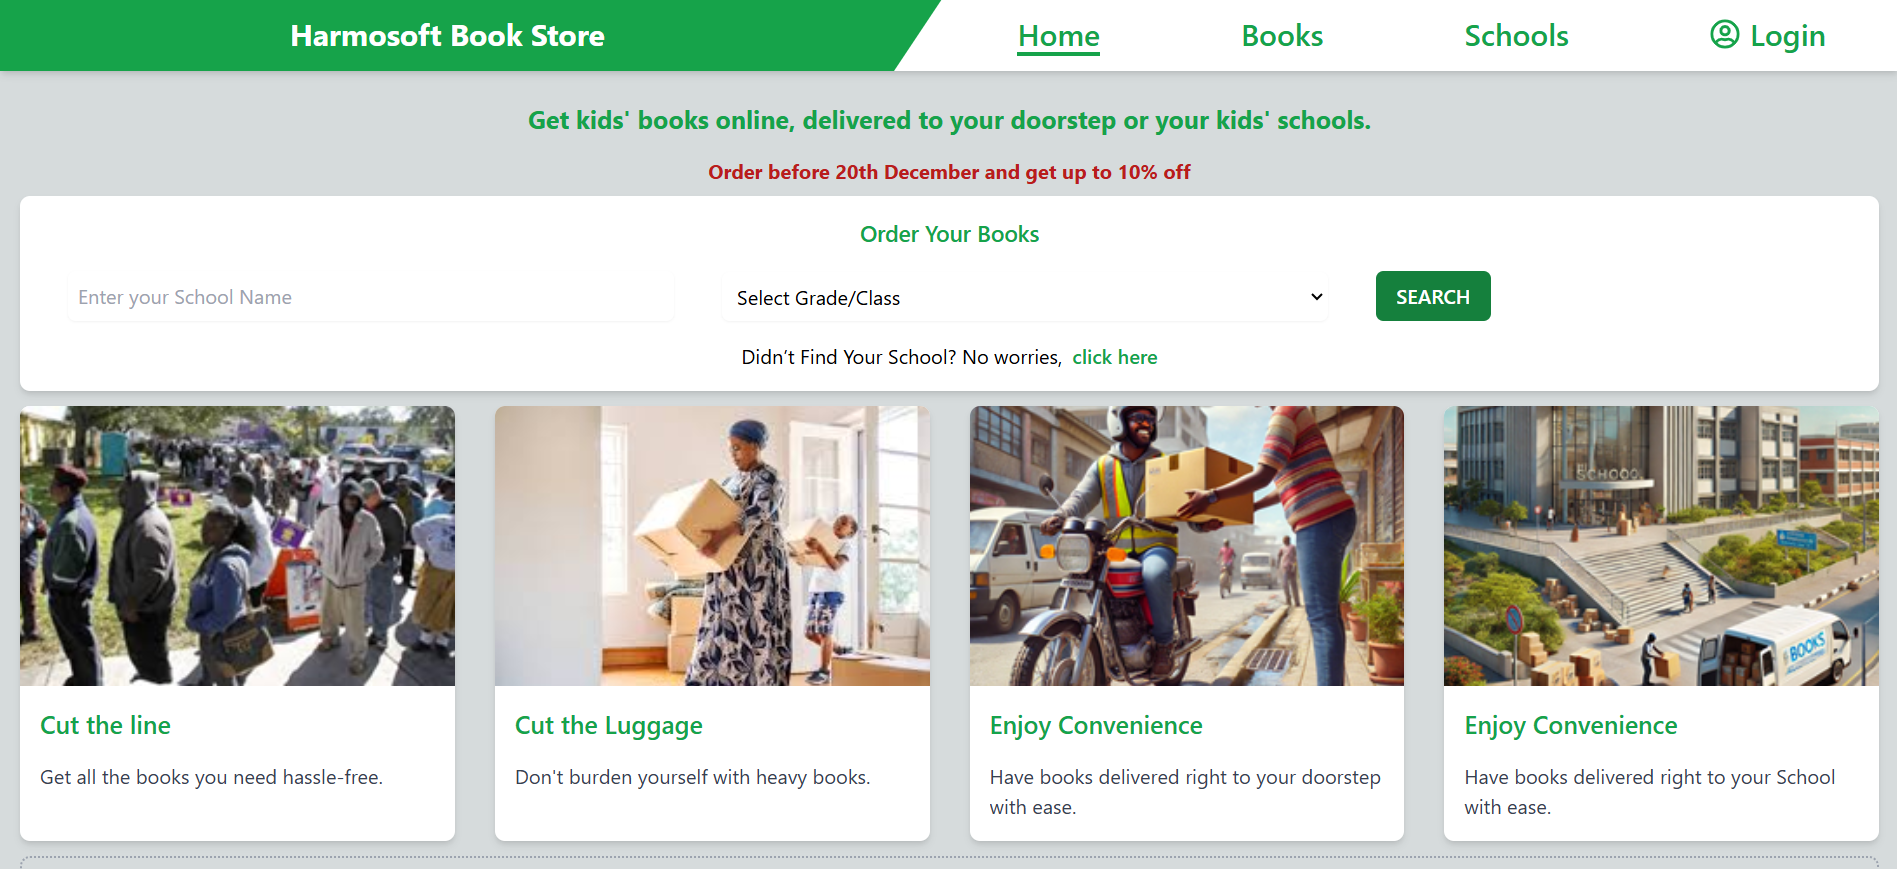 Harmosoft Book Store
Home
Books
Schools
Login
Get kids' books online, delivered to your doorstep or your kids' schools.
Order before 20th December and get up to 10% off
Order Your Books
Enter your School Name
Select Grade/Class
SEARCH
Didn’t Find Your School? No worries, click here
SCHOOO
BOOKS
Cut the line
Get all the books you need hassle-free.
Cut the Luggage
Don't burden yourself with heavy books.
Enjoy Convenience
Have books delivered right to your doorstep
with ease.
Enjoy Convenience
Have books delivered right to your School
with ease.